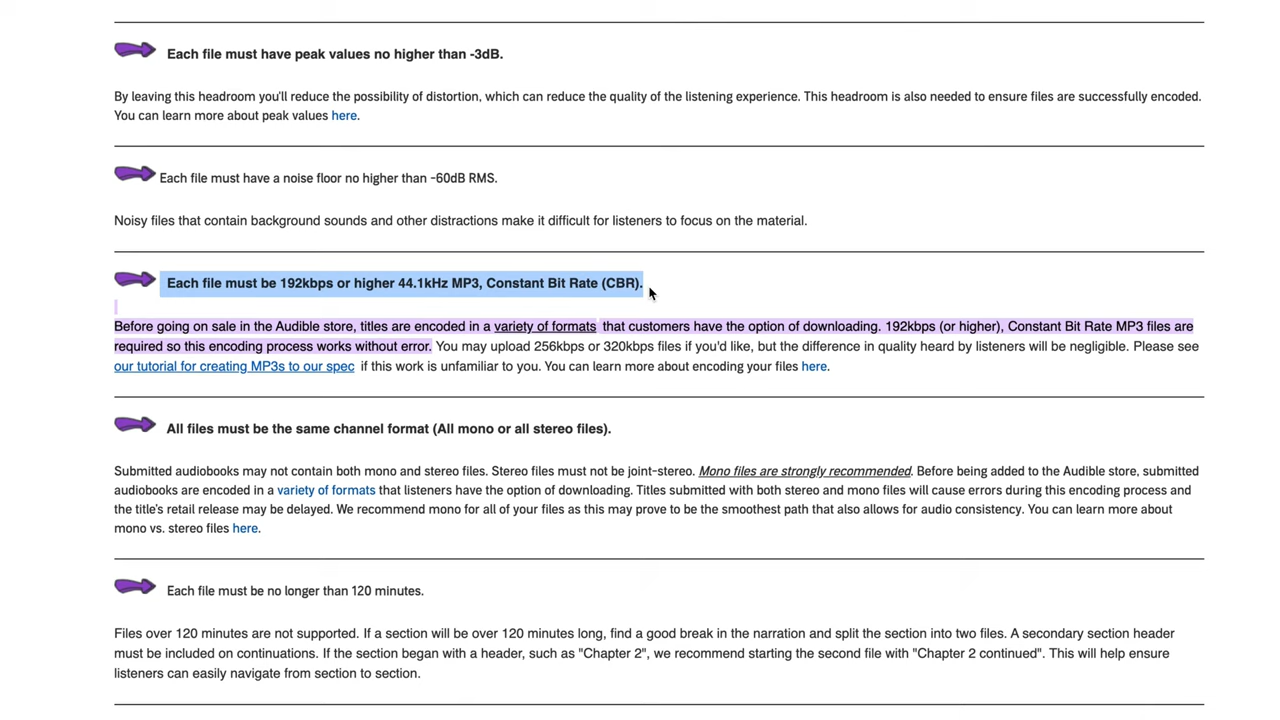 Each file must have peak values no higher than -3dB.
By leaving this headroom you'll reduce the possibility of distortion, which can reduce the quality of the listening experience. This headroom is also needed to ensure files are successfully encoded.
You can learn more about peak values here.
Each file must have a noise floor no higher than -60dB RMS.
Noisy files that contain background sounds and other distractions make it difficult for listeners to focus on the material.
Each file must be 192kbps or higher 44.1kHz MP3, Constant Bit Rate (CBR).
Before going on sale in the Audible store, titles are encoded in a variety of formats that customers have the option of downloading. 192kbps (or higher), Constant Bit Rate MP3 files are
required so this encoding process works without error. You may upload 256kbps or 320kbps files if you'd like, but the difference in quality heard by listeners will be negligible. Please see
our tutorial for creating MP3s to our spec if this work is unfamiliar to you. You can learn more about encoding your files here.
All files must be the same channel format (All mono or all stereo files).
Submitted audiobooks may not contain both mono and stereo files. Stereo files must not be joint-stereo. Mono files are strongly recommended. Before being added to the Audible store, submitted
audiobooks are encoded in a variety of formats that listeners have the option of downloading. Titles submitted with both stereo and mono files will cause errors during this encoding process and
the title's retail release may be delayed. We recommend mono for all of your files as this may prove to be the smoothest path that also allows for audio consistency. You can learn more about
mono vs. stereo files here.
Each file must be no longer than 120 minutes.
Files over 120 minutes are not supported. If a section will be over 120 minutes long, find a good break in the narration and split the section into two files. A secondary section header
must be included on continuations. If the section began with a header, such as "Chapter 2", we recommend starting the second file with "Chapter 2 continued". This will help ensure
listeners can easily navigate from section to section.